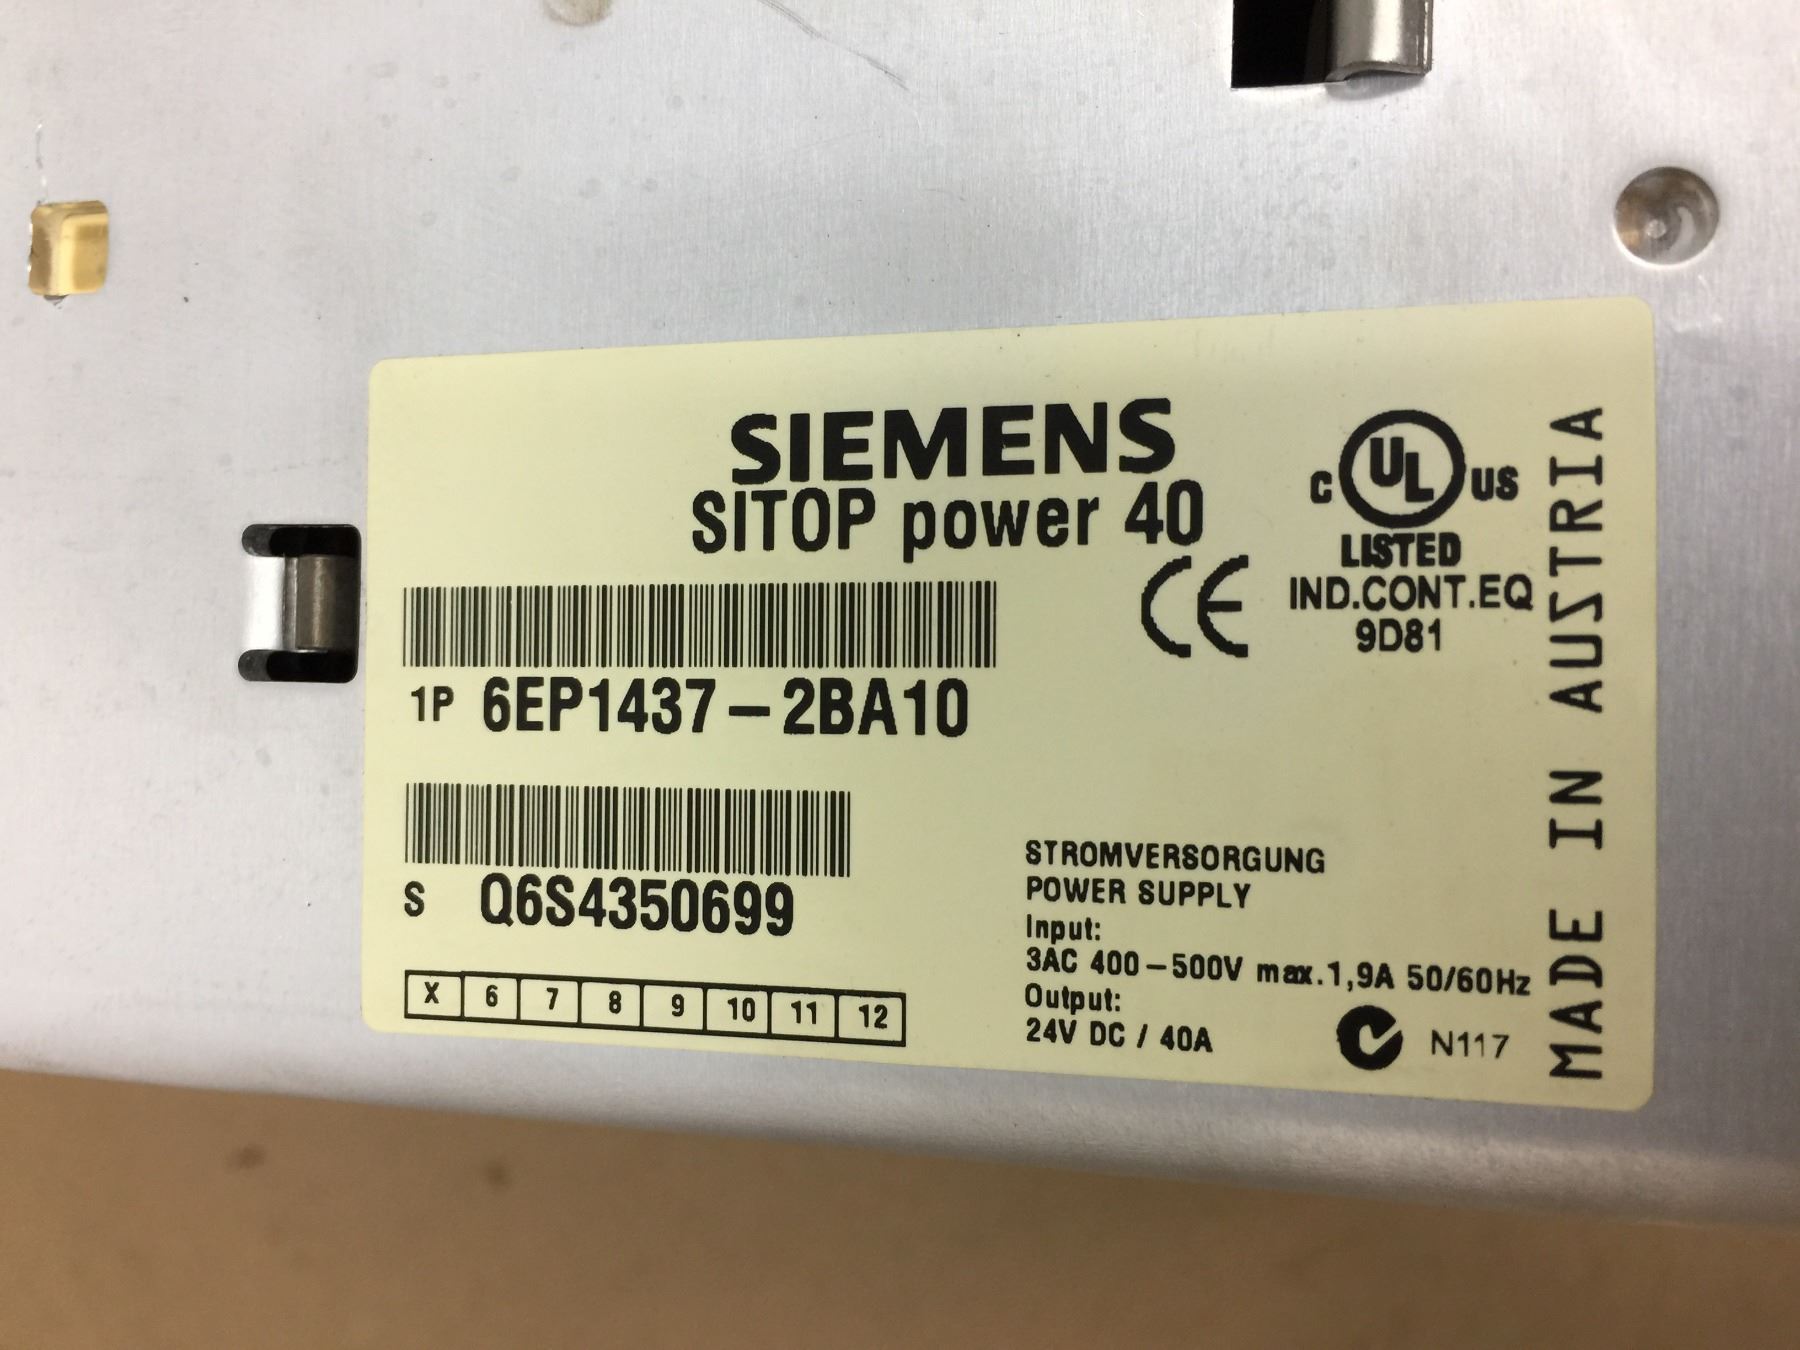 SIEMENS
SITOP power 40
C UL US
LISTED
IND.CONT.EQ
9D81
CE
1P 6EP1437-2BA10
S Q6S4350699
X 6 7 8 9 10 11 12
STROMVERSORGUNG
POWER SUPPLY
Input:
3AC 400-500V max.1,9A 50/60Hz
Output:
24V DC / 40A
N117
MADE IN AUSTRIA